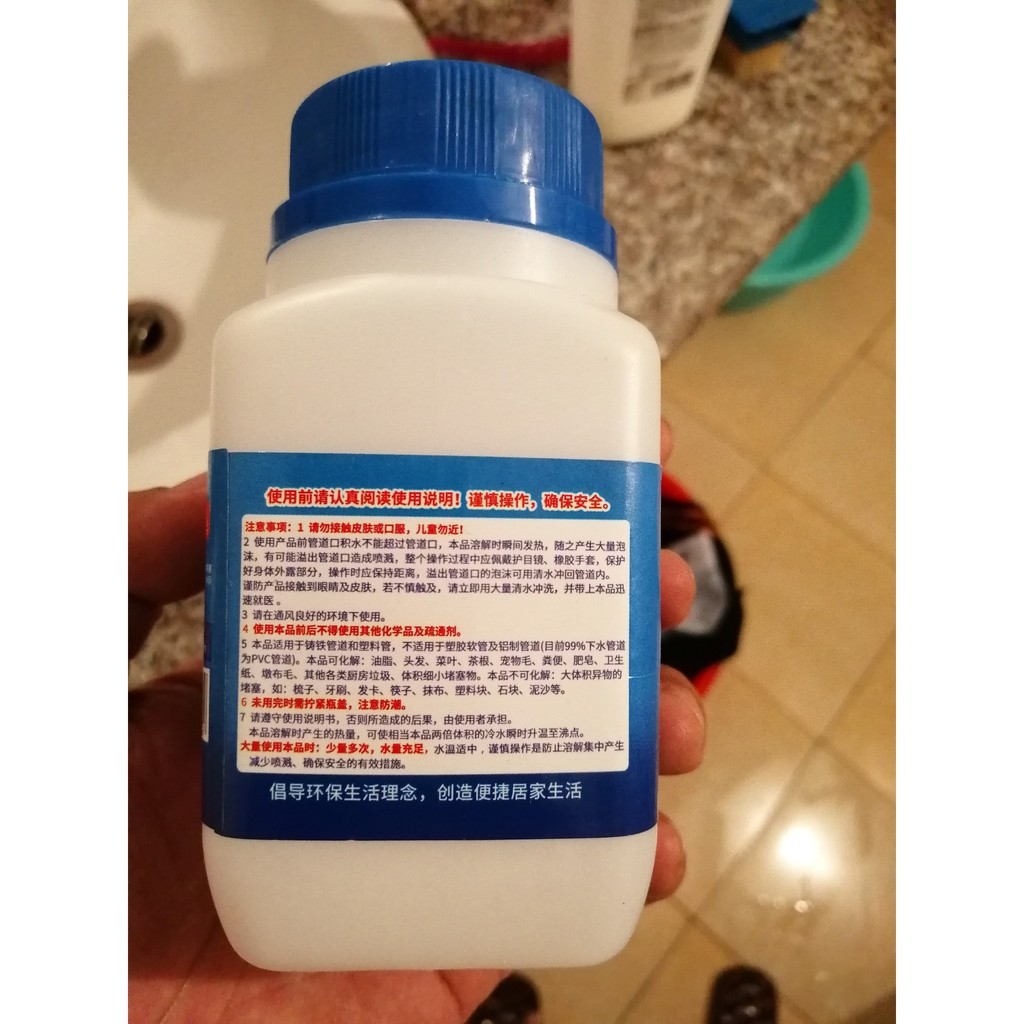 使用前请认真阅读使用说明！谨慎操作，确保安全。
注意事项：1 请勿接触皮肤或口服，儿童勿近！
2 使用产品前管道口积水不能超过管道口，本品溶解时瞬间发热，随之产生大量泡
沫，有可能溢出管道口造成喷溅，整个操作过程中应佩戴护目镜、橡胶手套，保护
好身体外露部分，操作时应保持距离，溢出管道口的泡沫可用清水冲回管道内。
谨防产品接触到眼睛及皮肤，若不慎触及，请立即用大量清水冲洗，并带上本品迅
速就医。
3 请在通风良好的环境下使用。
4 使用本品前后不得使用其他化学品及疏通剂。
5 本品适用于铸铁管道和塑料管，不适用于塑胶软管及铝制管道(目前99%下水管道
为PVC管道)。本品可化解：油脂、头发、菜叶、茶根、宠物毛、粪便、肥皂、卫生
纸、墩布毛、其他各类厨房垃圾、体积细小堵塞物。本品不可化解：大体积异物的
堵塞，如：梳子、牙刷、发卡、筷子、抹布、塑料块、石块、泥沙等。
6 未用完时需拧紧瓶盖，注意防潮。
7 请遵守使用说明书，否则所造成的后果，由使用者承担。
本品溶解时产生的热量，可使相当本品两倍体积的冷水瞬时升温至沸点。
大量使用本品时：少量多次，水量充足，水温适中，谨慎操作是防止溶解集中产生
减少喷溅、确保安全的有效措施。
倡导环保生活理念，创造便捷居家生活